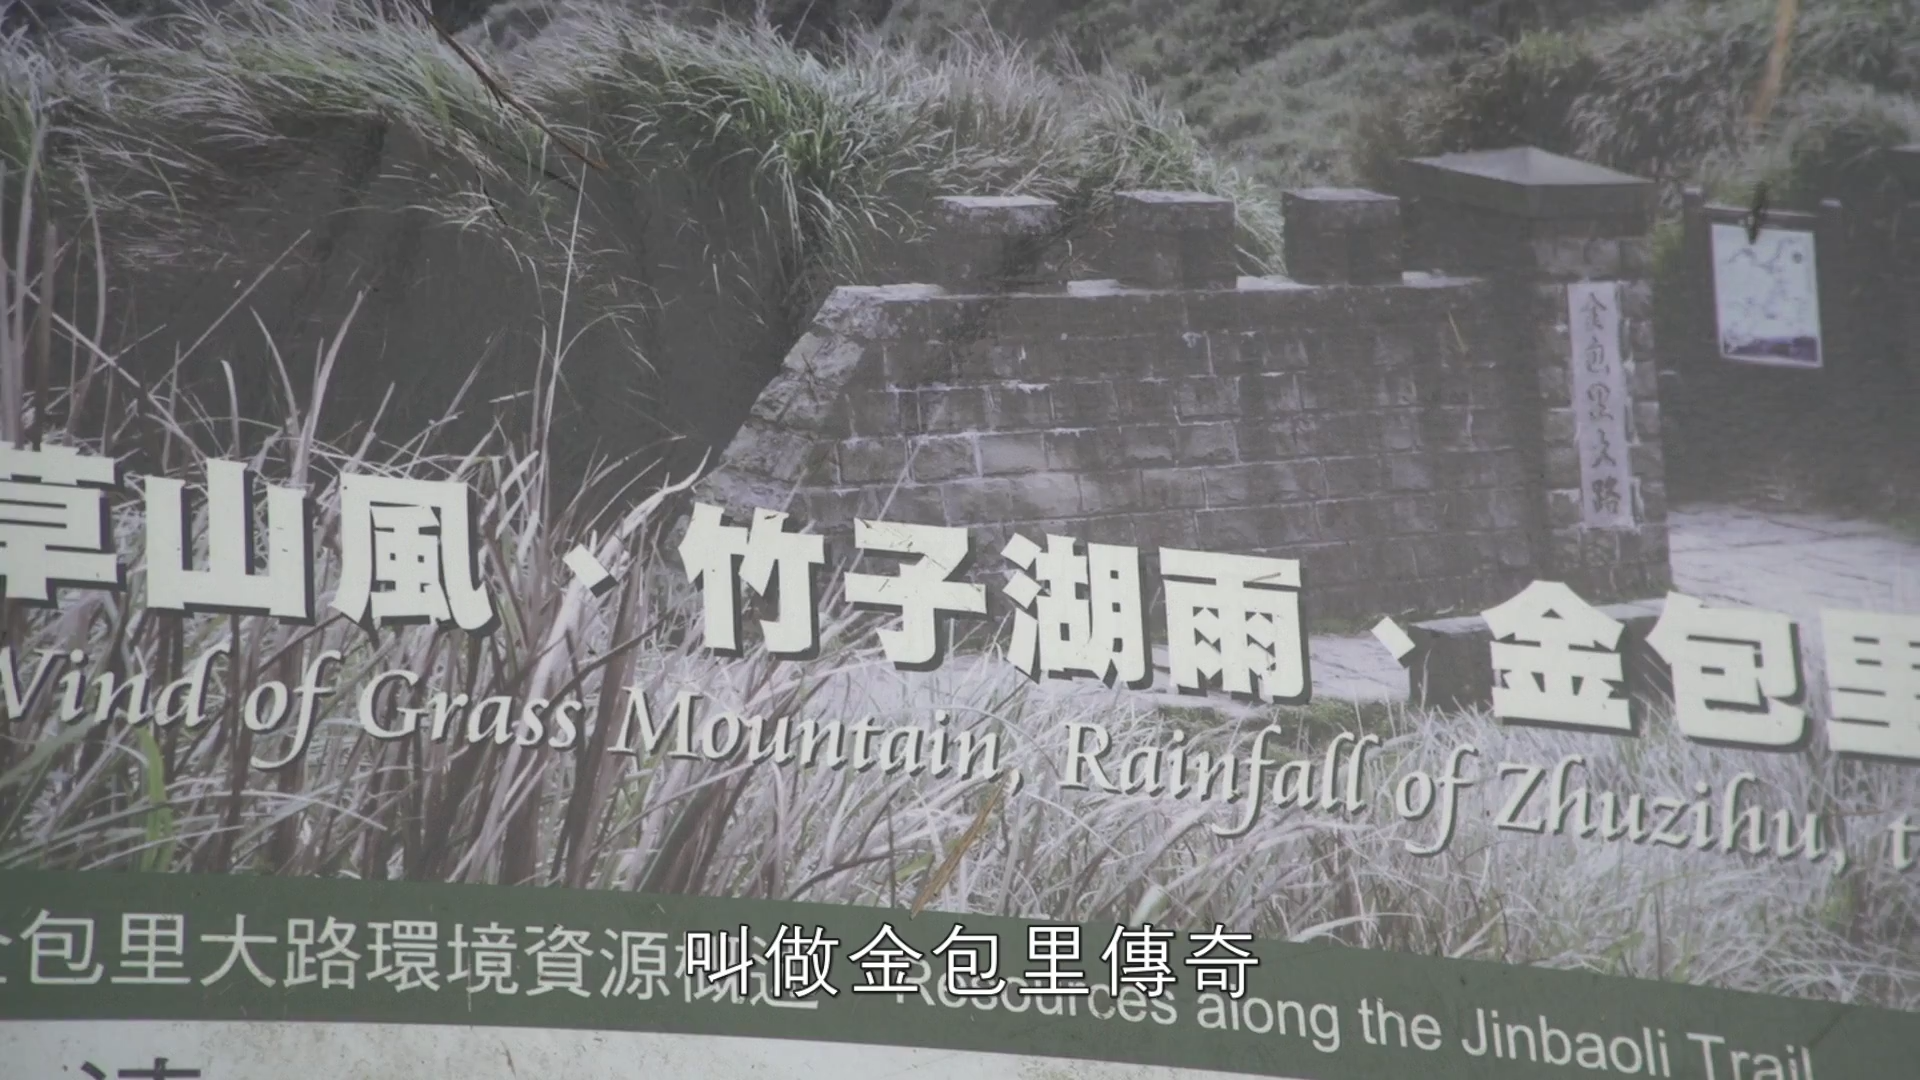 金包里大路
草山風、竹子湖雨、金包里
Wind of Grass Mountain, Rainfall of Zhuzihu, t
包里大路環境資源概述 Resources along the Jinbaoli Trail
叫做金包里傳奇